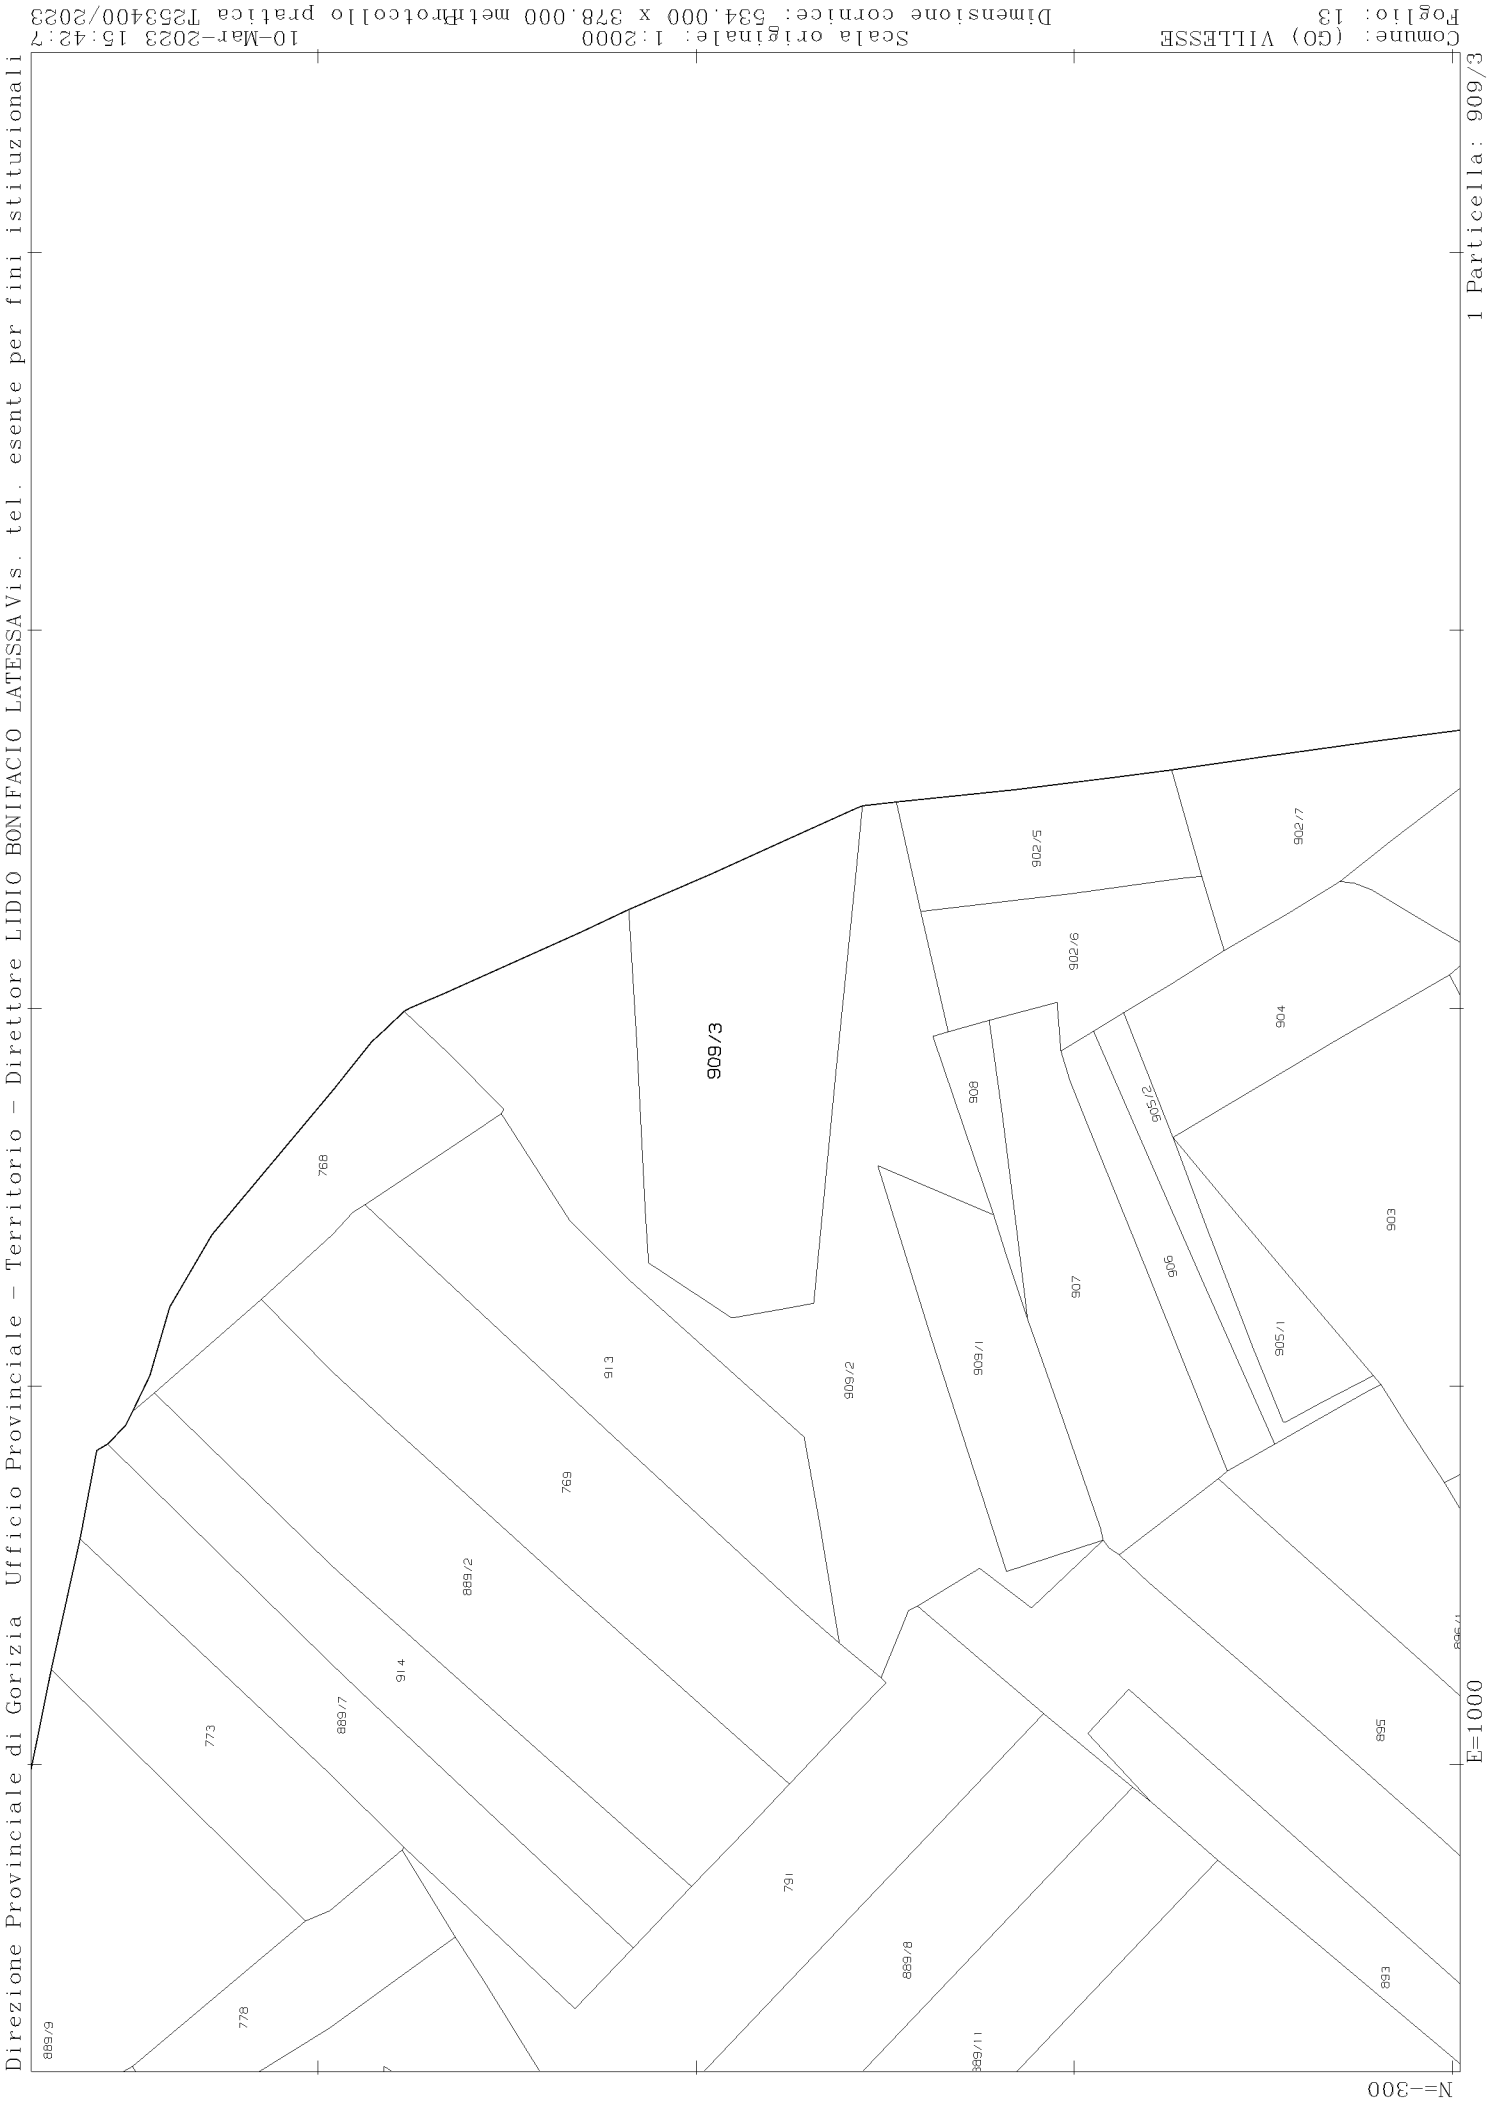 Comune: (GO) VILLESSE
Foglio: 13
Scala originale: 1:2000
Dimensione cornice: 534.000 x 378.000 metri
10-Mar-2023 15:42:7
Protocollo pratica T253400/2023
Direzione Provinciale di Gorizia Ufficio Provinciale - Territorio - Direttore LIDIO BONIFACIO LATESSA
Vis. tel. esente per fini istituzionali
1 Particella: 909/3
E=1000
N=-300
902/7
902/5
902/6
904
909/3
908
905/2
768
903
906
907
905/1
909/1
913
909/2
769
889/2
896/1
914
889/7
773
895
791
889/8
893
778
889/9
889/11